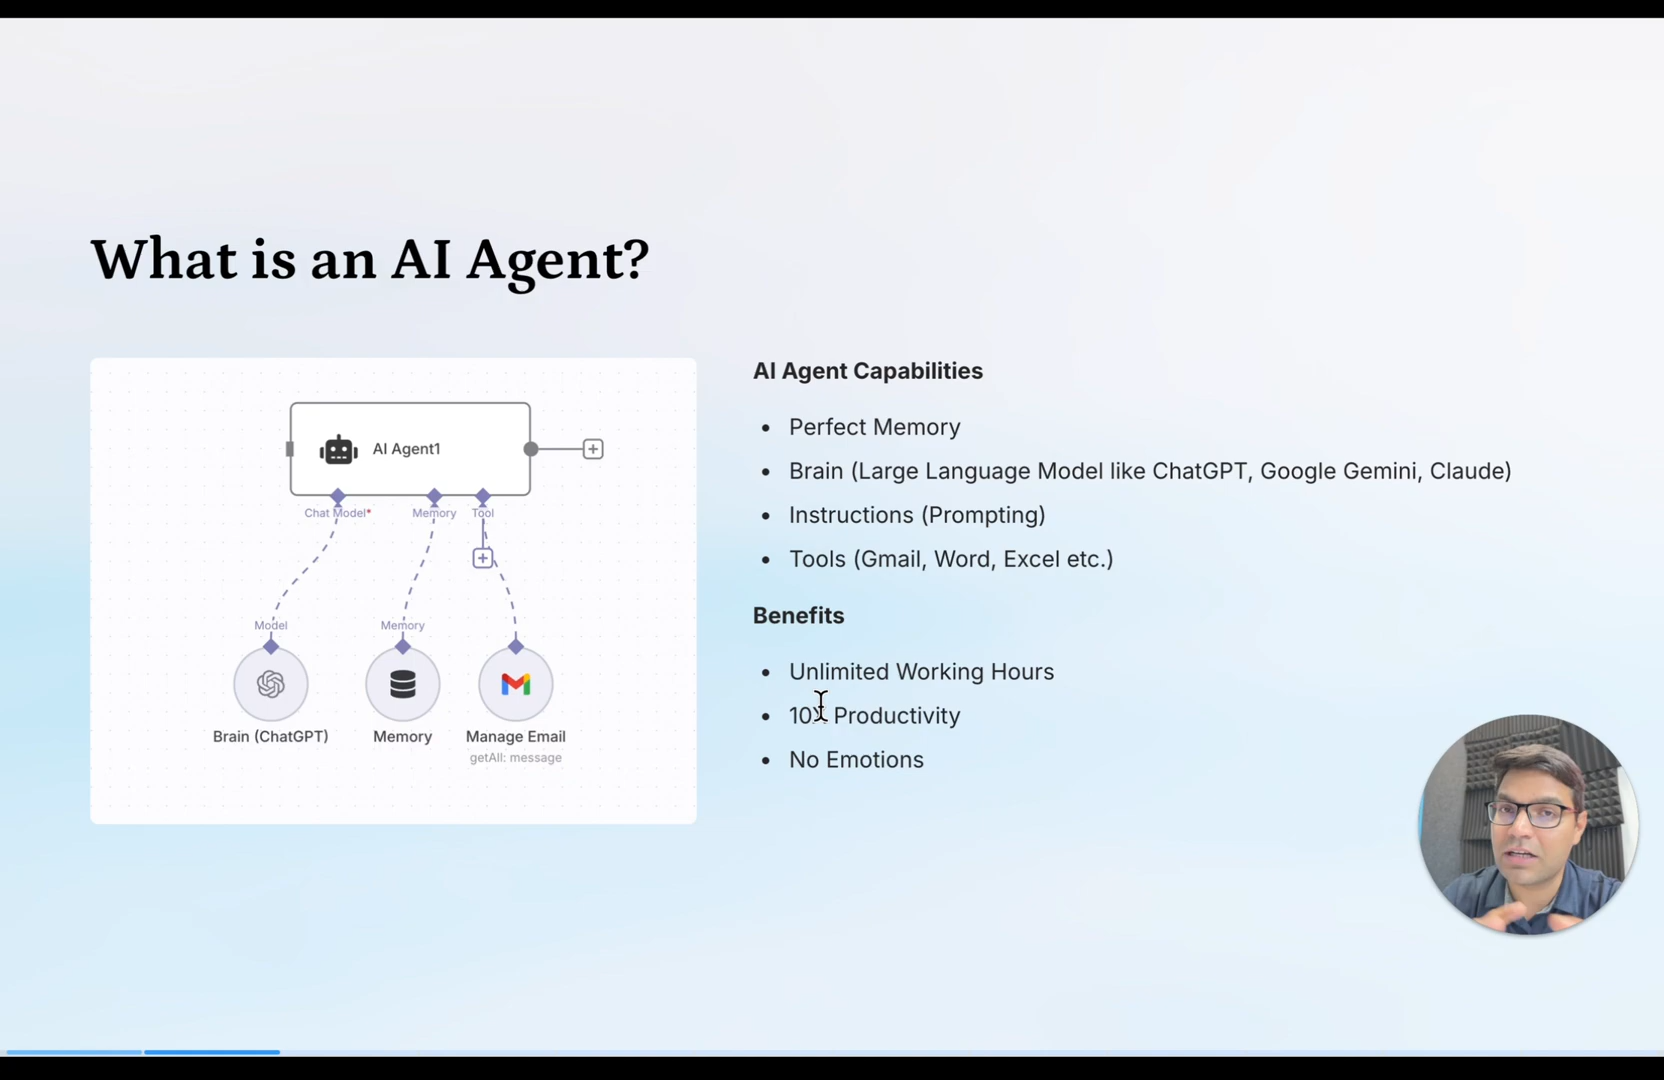 What is an AI Agent?
AI Agent1
Chat Model*
Memory
Tool
Model
Memory
Brain (ChatGPT)
Memory
Manage Email
getAll: message
AI Agent Capabilities
• Perfect Memory
• Brain (Large Language Model like ChatGPT, Google Gemini, Claude)
• Instructions (Prompting)
• Tools (Gmail, Word, Excel etc.)
Benefits
• Unlimited Working Hours
• 10X Productivity
• No Emotions